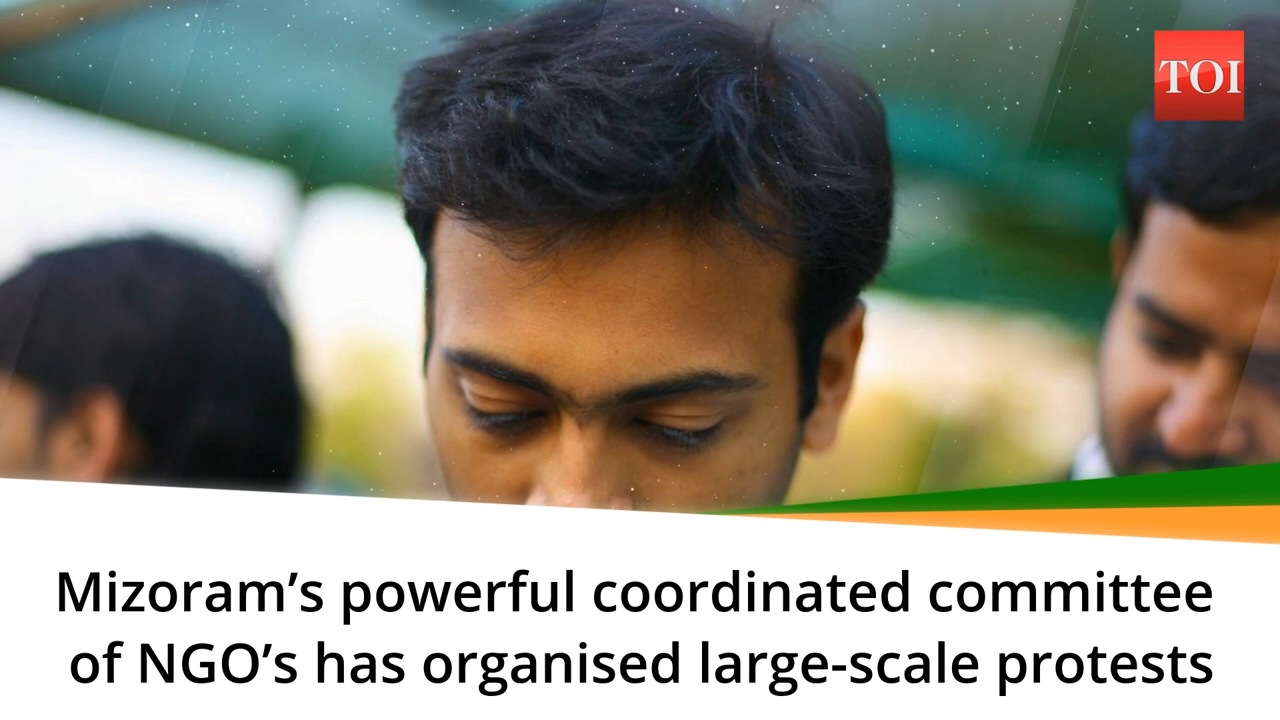 TOI
Mizoram’s powerful coordinated committee
of NGO’s has organised large-scale protests